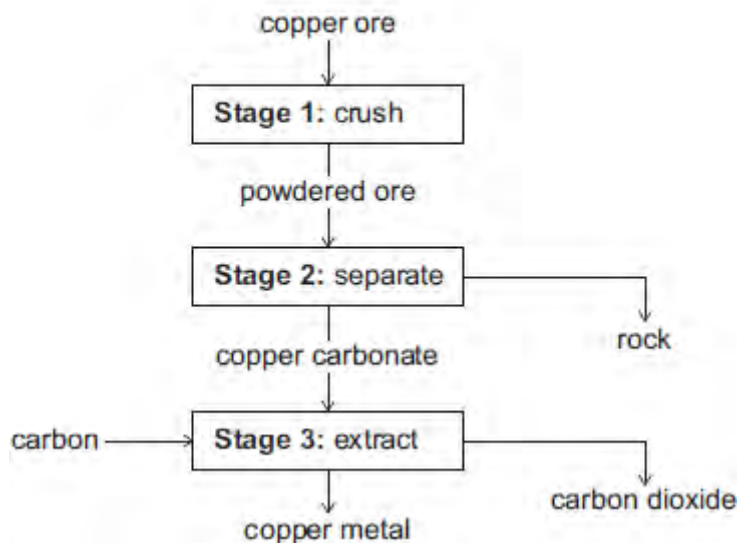 copper ore
Stage 1: crush
powdered ore
Stage 2: separate
rock
copper carbonate
carbon
Stage 3: extract
carbon dioxide
copper metal